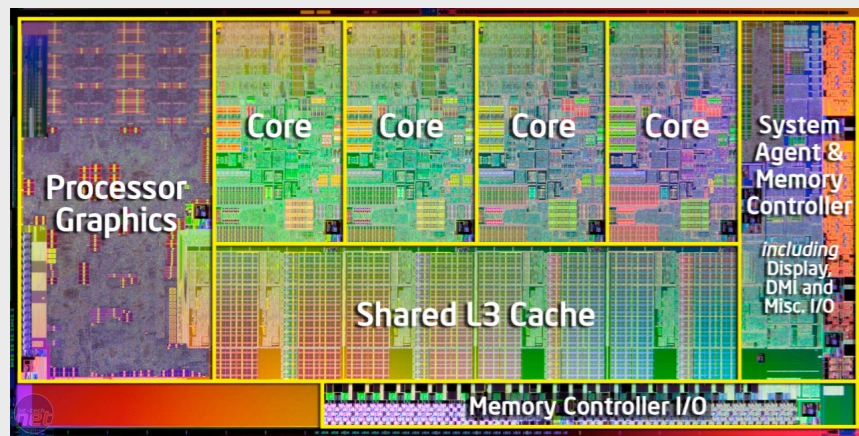 Processor
Graphics
Core
Core
Core
Core
System
Agent &
Memory
Controller
including
Display,
DMI and
Misc. I/O
Shared L3 Cache
Memory Controller I/O
net